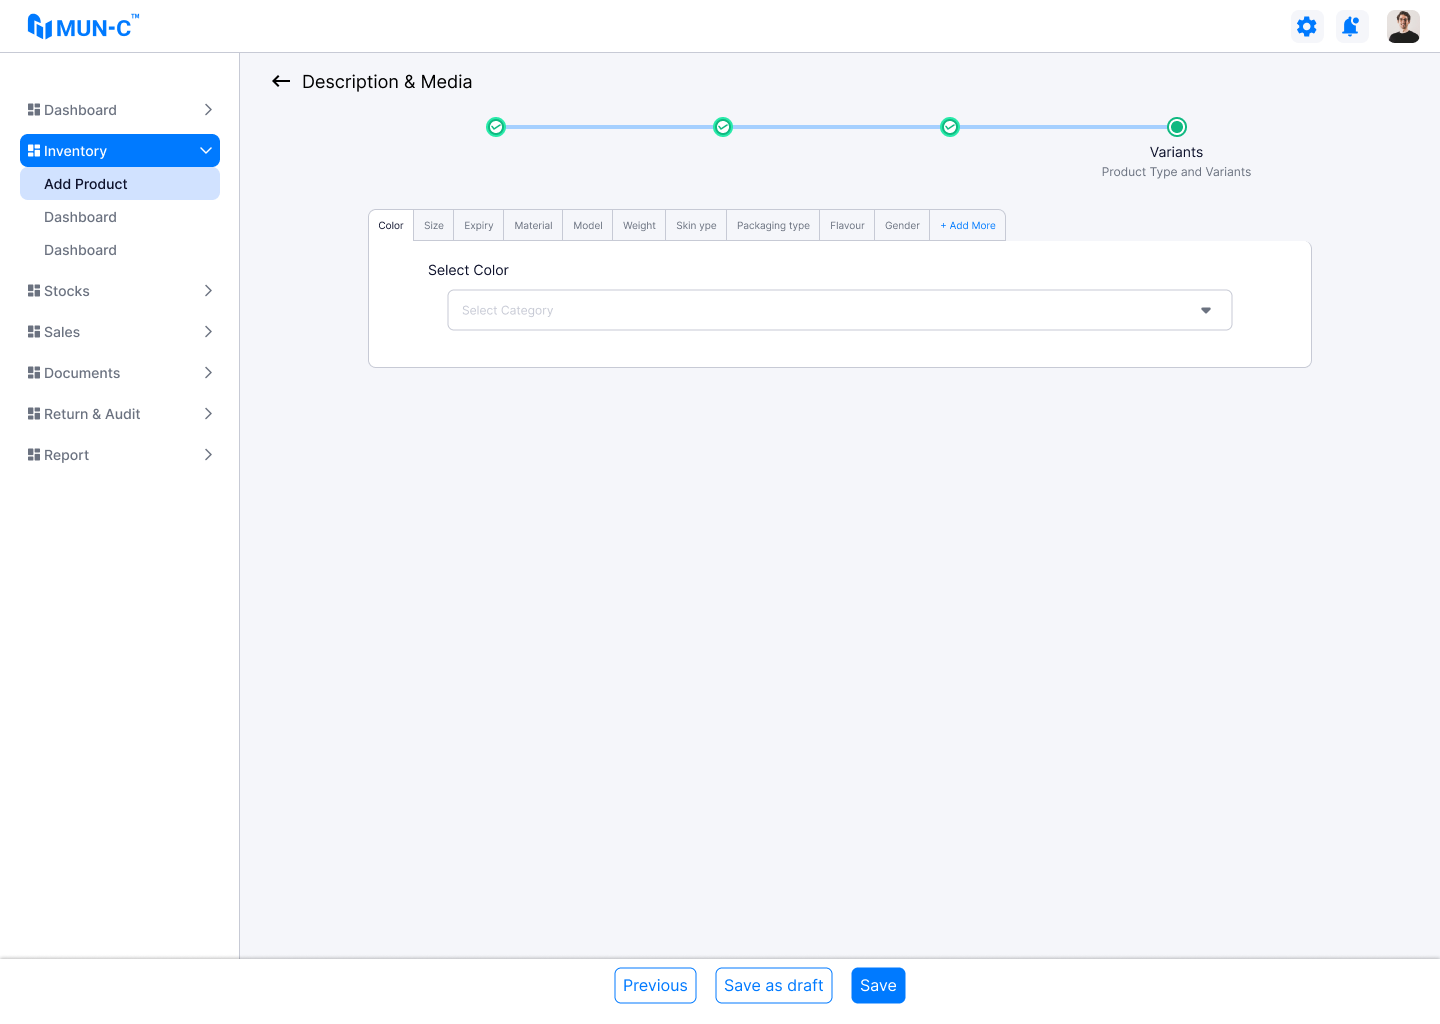 MUN-C™
Description & Media
Dashboard
Inventory
Add Product
Dashboard
Dashboard
Stocks
Sales
Documents
Return & Audit
Report
Variants
Product Type and Variants
Color Size Expiry Material Model Weight Skin ype Packaging type Flavour Gender + Add More
Select Color
Select Category
Previous Save as draft Save